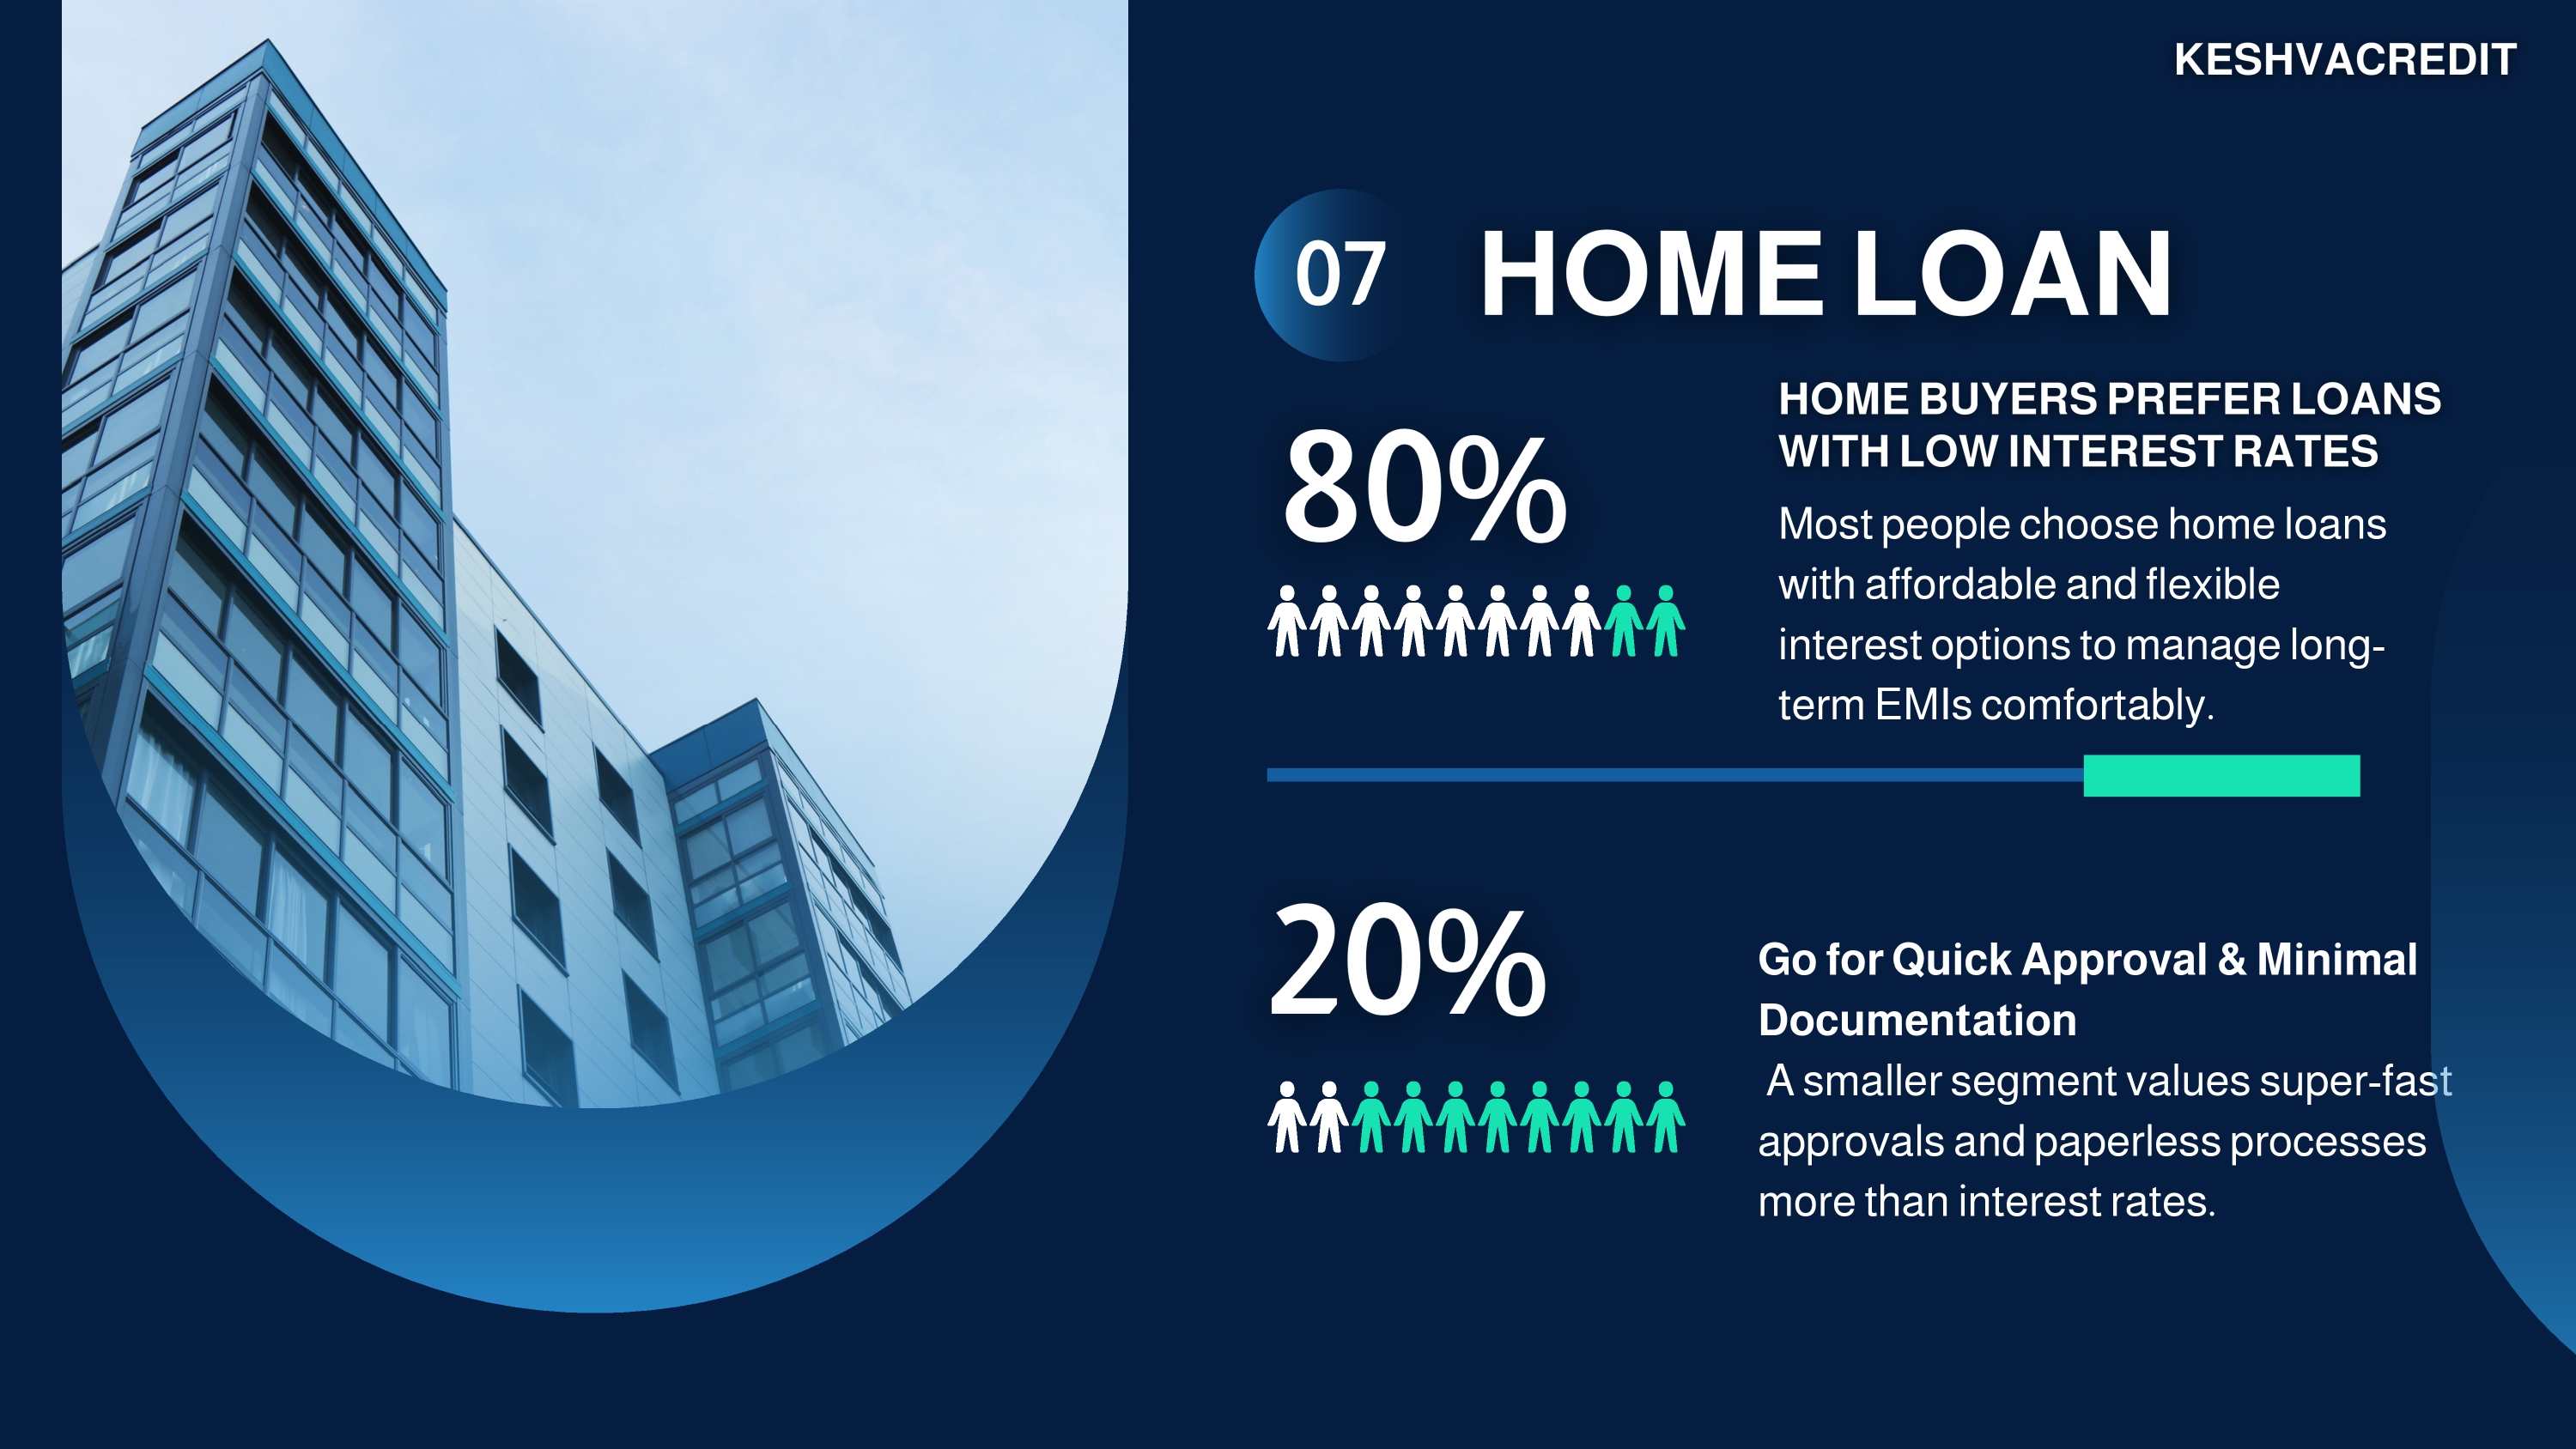 KESHVACREDIT
07
HOME LOAN
80%
HOME BUYERS PREFER LOANS
WITH LOW INTEREST RATES
Most people choose home loans
with affordable and flexible
interest options to manage long-
term EMIs comfortably.
20%
Go for Quick Approval & Minimal
Documentation
A smaller segment values super-fast
approvals and paperless processes
more than interest rates.